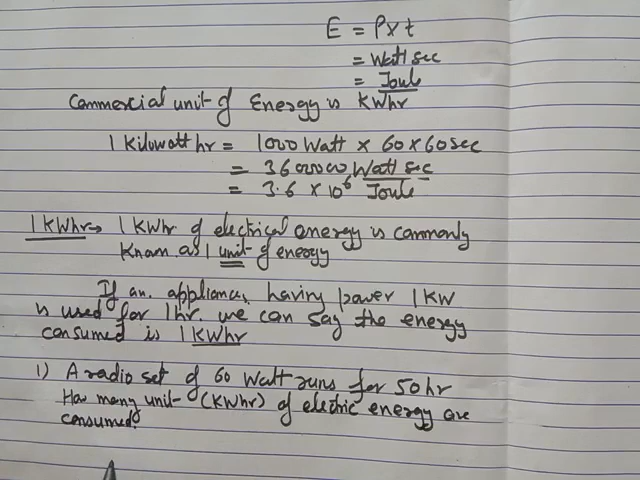 E = P x t
= Watt sec
= Joule
Commercial unit of Energy is KWhr
1 Kilowatt hr = 1000 Watt x 60 x 60 sec
= 3600000 Watt sec
= 3.6 x 10⁶ Joule
1 KWhr → 1 KWhr of electrical energy is commonly
Known as 1 unit of energy
If an appliances having power 1 KW
is used for 1 hr. we can say the energy
consumed is 1 KWhr
1) A radio set of 60 Watt runs for 50 hr
How many unit (KWhr) of electric energy are
consumed?